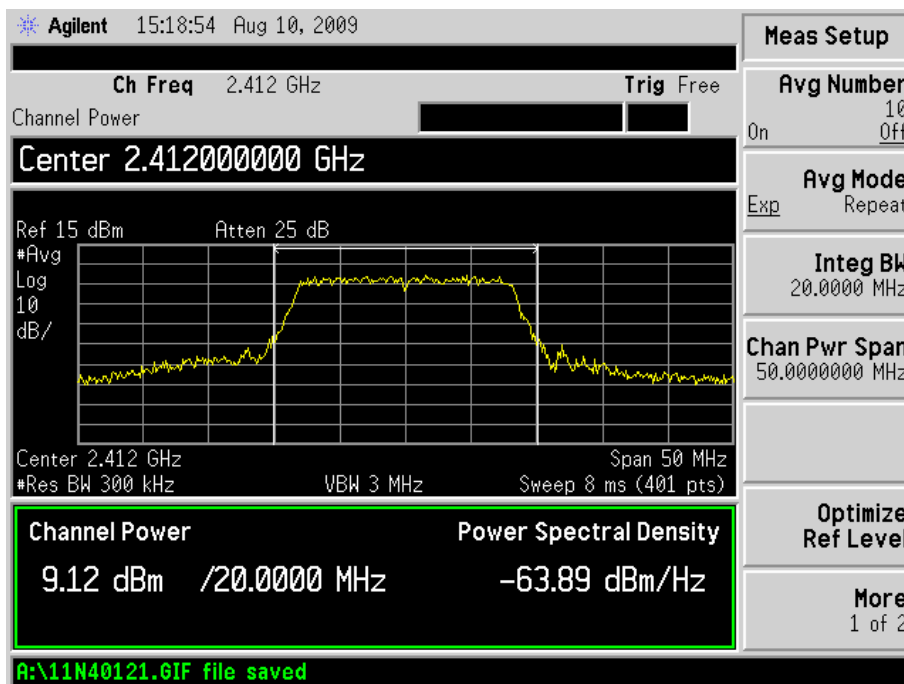 Agilent 15:18:54 Aug 10, 2009
Meas Setup
Ch Freq 2.412 GHz Trig Free
Channel Power
Center 2.412000000 GHz
Ref 15 dBm Atten 25 dB
#Avg
Log
10
dB/
Center 2.412 GHz Span 50 MHz
#Res BW 300 kHz VBW 3 MHz Sweep 8 ms (401 pts)
Channel Power Power Spectral Density
9.12 dBm /20.0000 MHz -63.89 dBm/Hz
A:\11N40121.GIF file saved
Avg Number
10
On Off
Avg Mode
Exp Repeat
Integ BW
20.0000 MHz
Chan Pwr Span
50.0000000 MHz
Optimize
Ref Level
More
1 of 2